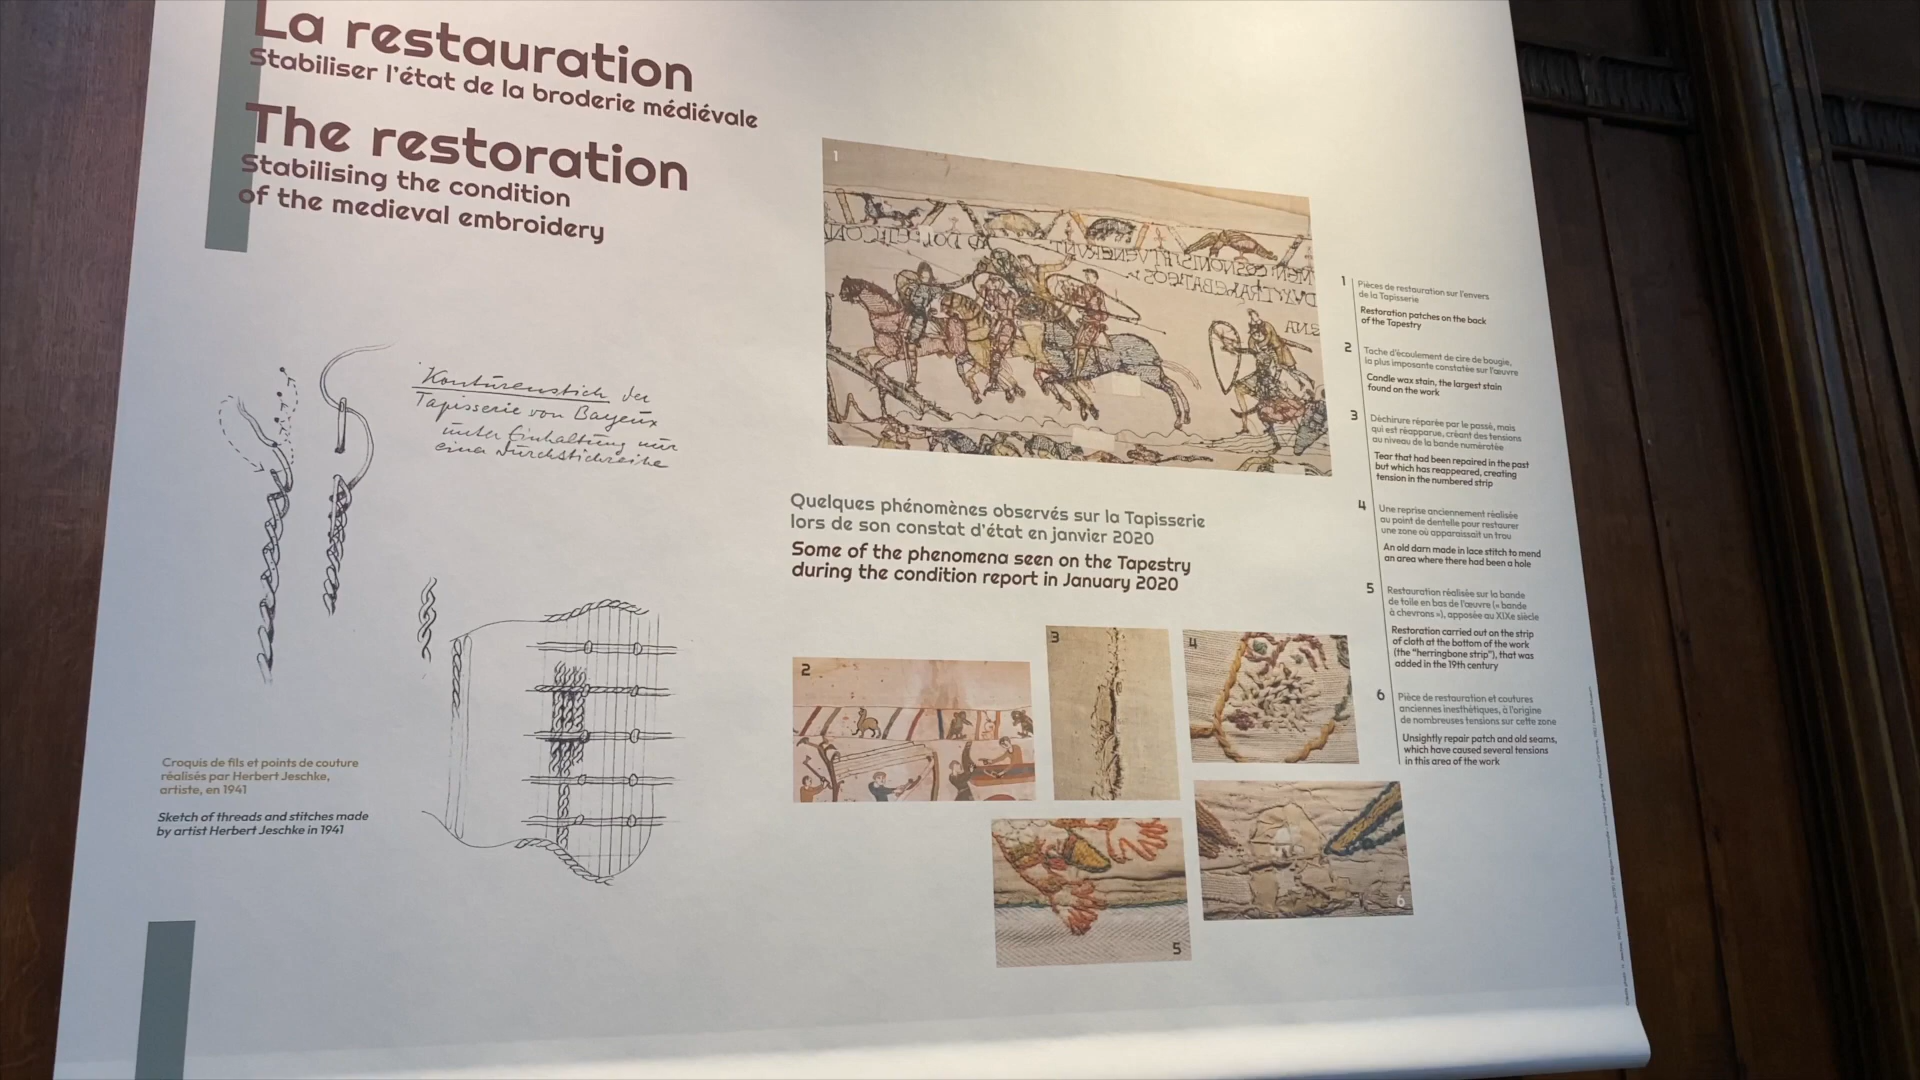 La restauration
Stabiliser l'état de la broderie médiévale
The restoration
Stabilising the condition
of the medieval embroidery
Konturenstich der
Tapisserie von Bayeux
unter Einhaltung nur
einer Durchstichreihe
Croquis de fils et points de couture
réalisés par Herbert Jeschke,
artiste, en 1941
Sketch of threads and stitches made
by artist Herbert Jeschke in 1941
1
Quelques phénomènes observés sur la Tapisserie
lors de son constat d'état en janvier 2020
Some of the phenomena seen on the Tapestry
during the condition report in January 2020
2
3
4
5
6
1 Pièces de restauration sur l'envers
de la Tapisserie
Restoration patches on the back
of the Tapestry
2 Tache d'écoulement de cire de bougie,
la plus imposante constatée sur l'œuvre
Candle wax stain, the largest stain
found on the work
3 Déchirure réparée par le passé, mais
qui est réapparue, créant des tensions
au niveau de la bande numérotée
Tear that had been repaired in the past
but which has reappeared, creating
tension in the numbered strip
4 Une reprise anciennement réalisée
au point de dentelle pour restaurer
une zone où apparaissait un trou
An old darn made in lace stitch to mend
an area where there had been a hole
5 Restauration réalisée sur la bande
de toile en bas de l'œuvre (« bande
à chevrons »), apposée au XIXe siècle
Restoration carried out on the strip
of cloth at the bottom of the work
(the "herringbone strip"), that was
added in the 19th century
6 Pièce de restauration et coutures
anciennes inesthétiques, à l'origine
de nombreuses tensions sur cette zone
Unsightly repair patch and old seams,
which have caused several tensions
in this area of the work